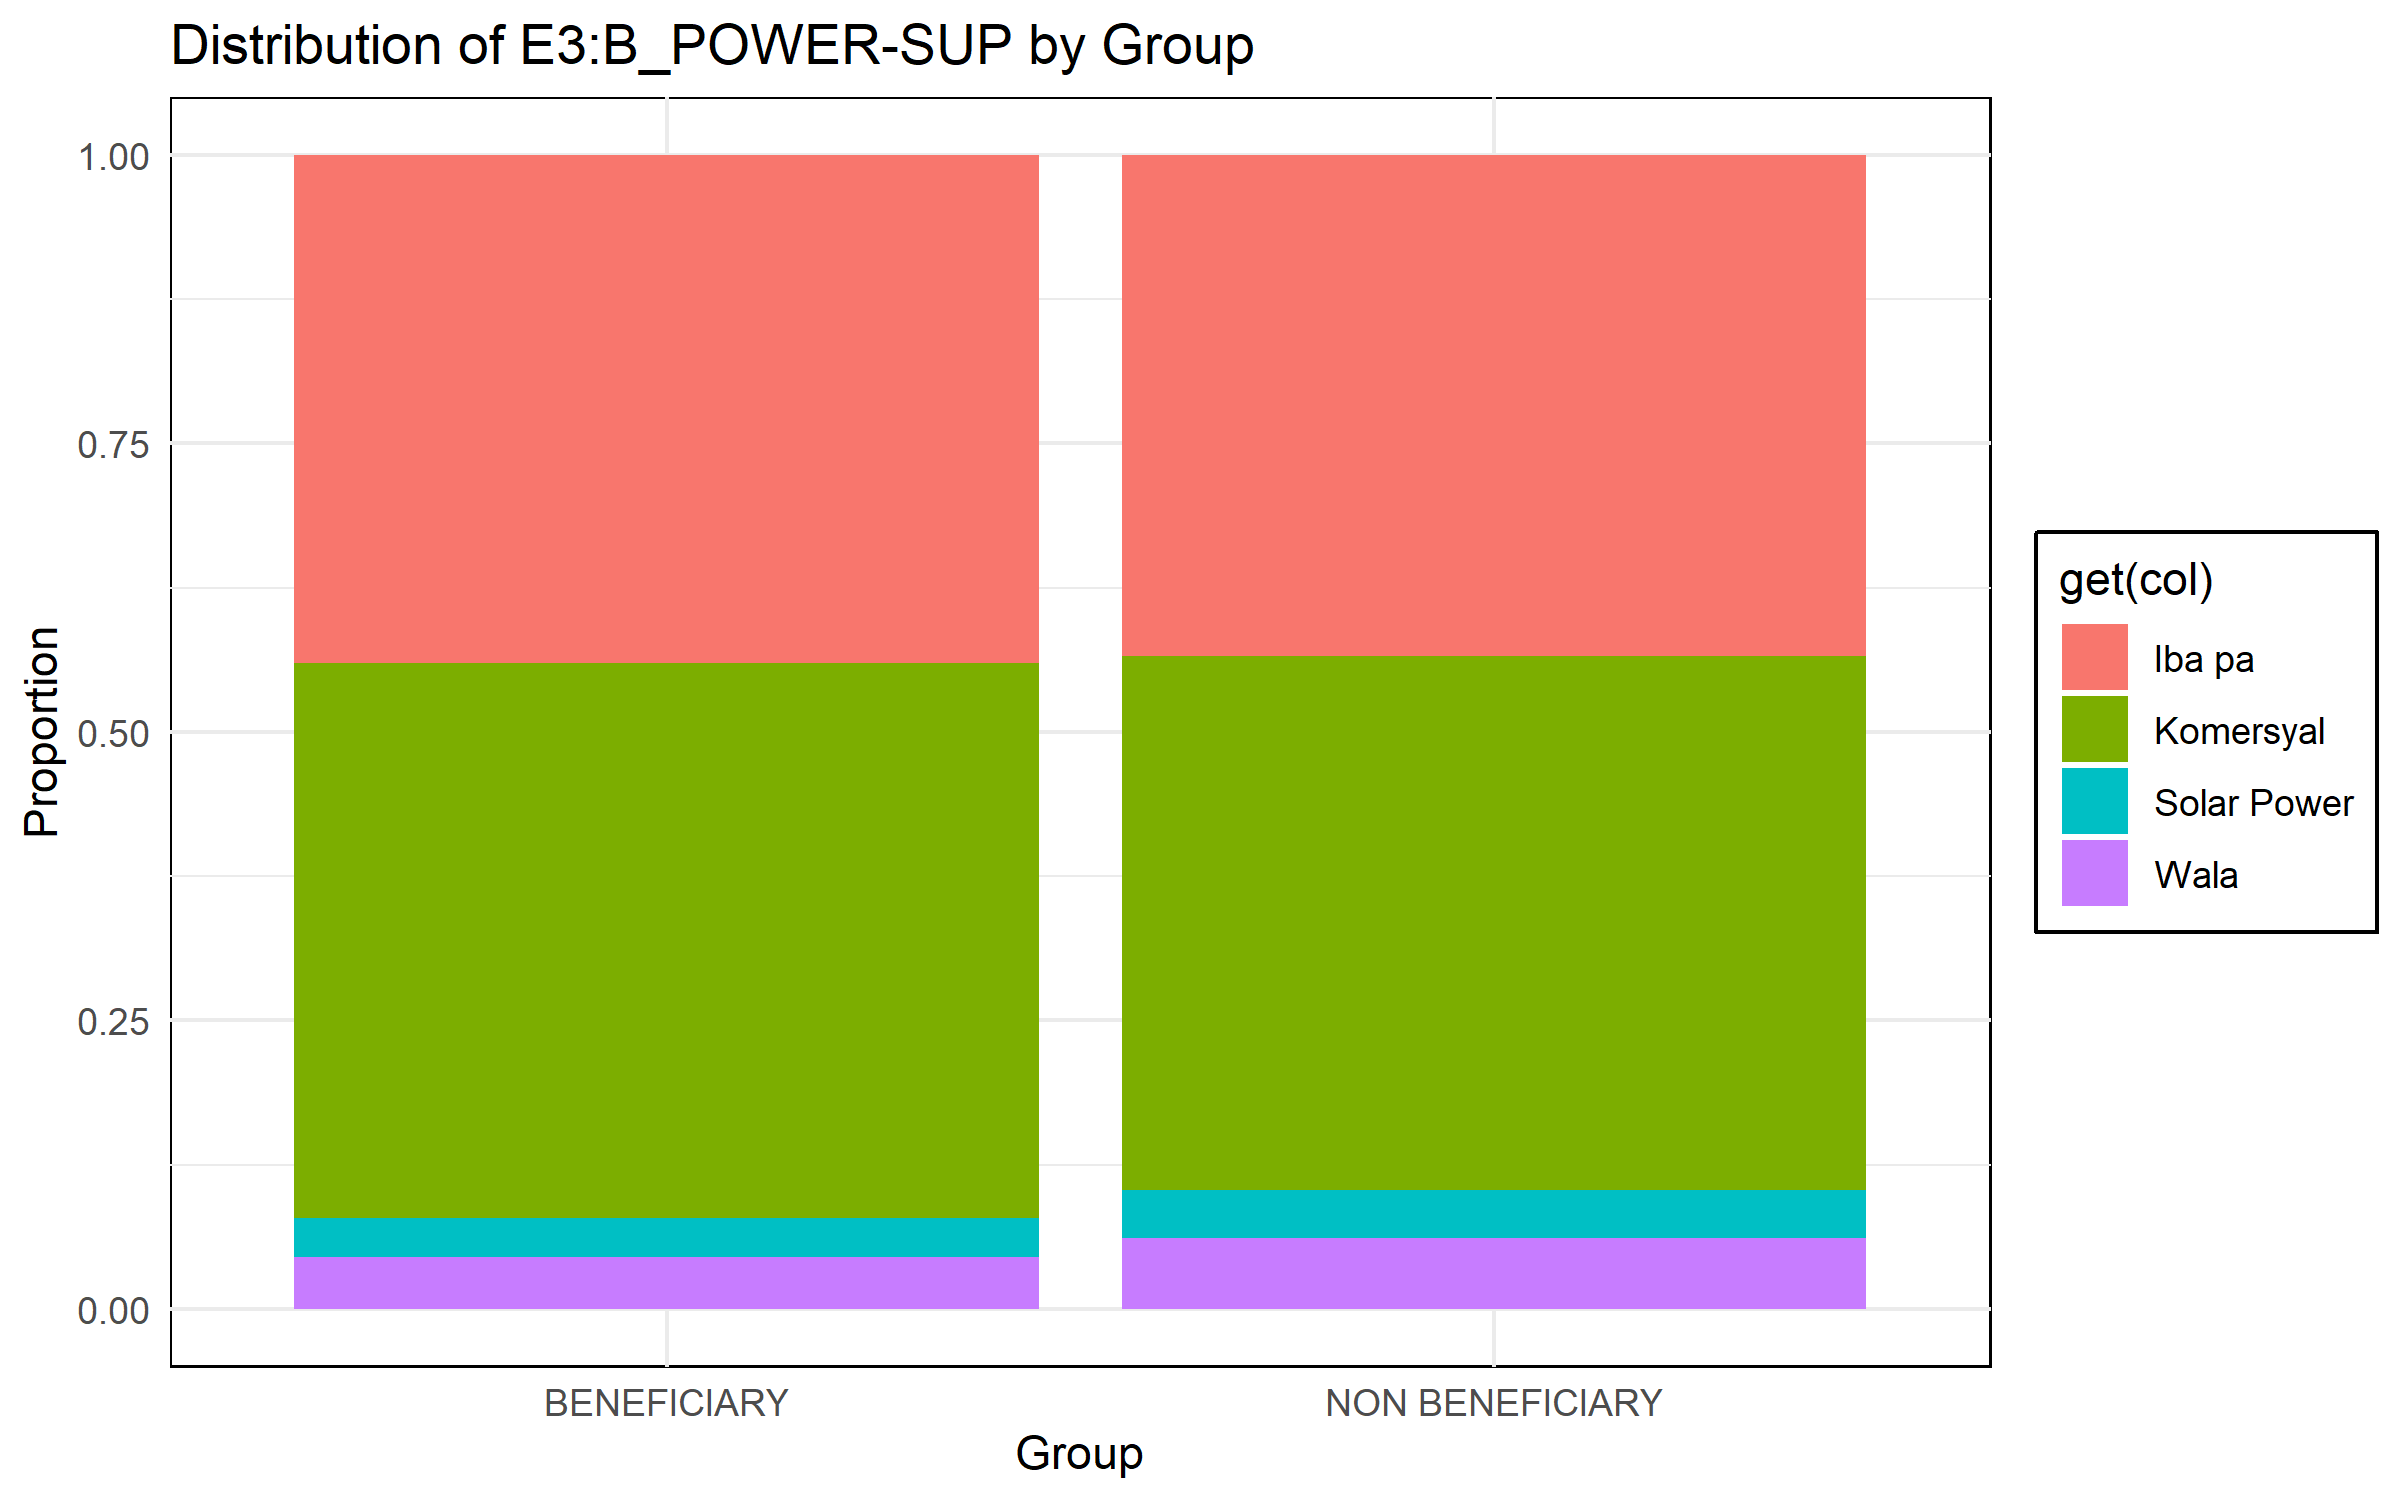 Distribution of E3:B_POWER-SUP by Group
1.00
0.75
0.50
0.25
0.00
Proportion
BENEFICIARY
NON BENEFICIARY
Group
get(col)
Iba pa
Komersyal
Solar Power
Wala